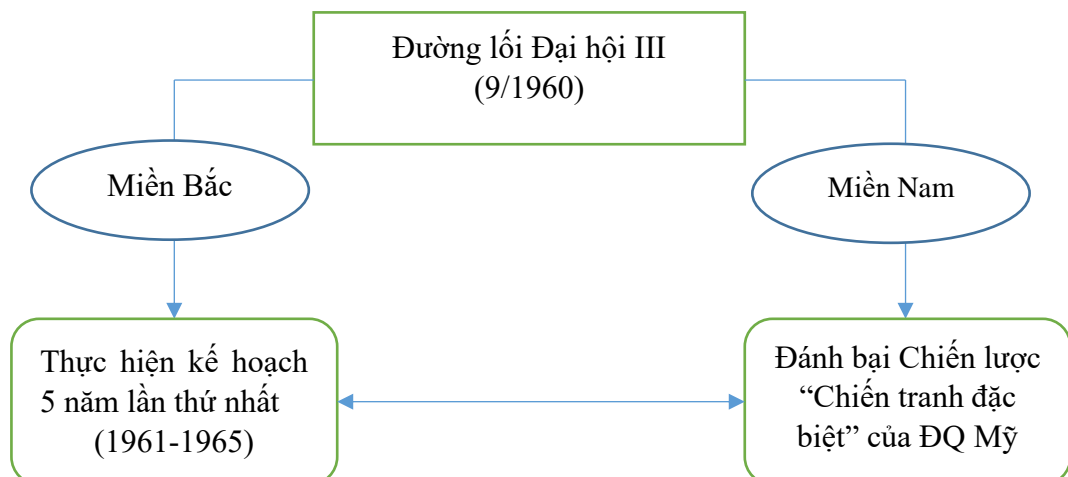 Đường lối Đại hội III
(9/1960)
Miền Bắc
Miền Nam
Thực hiện kế hoạch
5 năm lần thứ nhất
(1961-1965)
Đánh bại Chiến lược
“Chiến tranh đặc
biệt” của ĐQ Mỹ